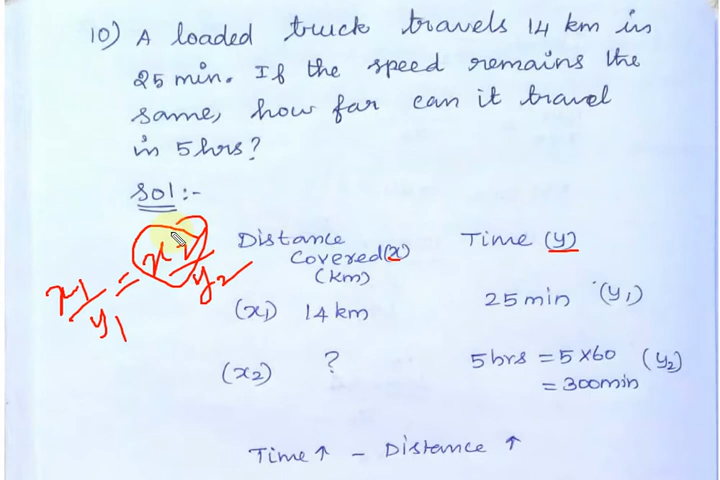 10) A loaded truck travels 14 km in
25 min. If the speed remains the
same, how far can it travel
in 5 hrs?
Sol :-
Distance Covered (x) (km)
Time (y)
x1/y1 = x2/y2
(x1) 14 km
25 min (y1)
(x2) ?
5 hrs = 5 x 60 (y2)
= 300 min
Time ↑ - Distance ↑